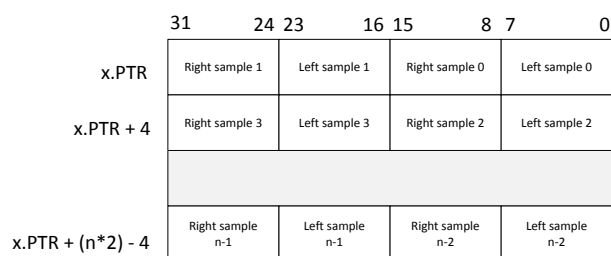 31 24 23 16 15 8 7 0
x.PTR Right sample 1 Left sample 1 Right sample 0 Left sample 0
x.PTR + 4 Right sample 3 Left sample 3 Right sample 2 Left sample 2
x.PTR + (n*2) - 4 Right sample Left sample Right sample Left sample
n-1 n-1 n-2 n-2